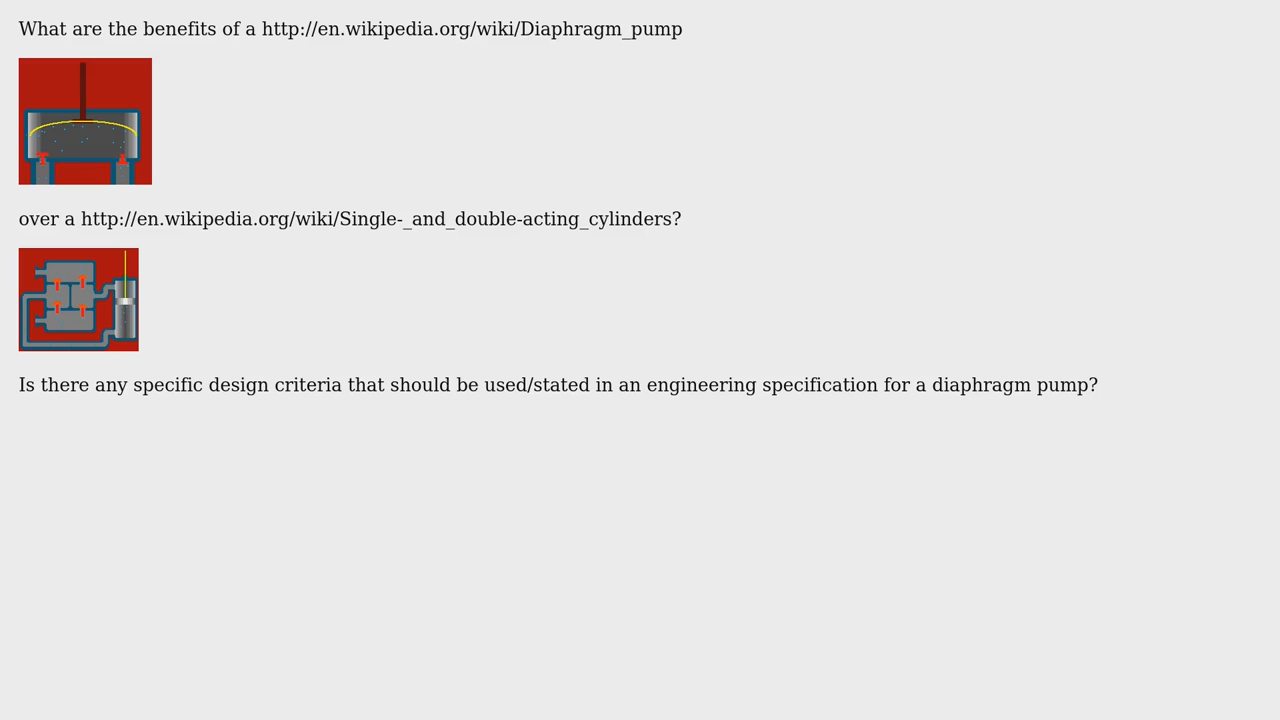 What are the benefits of a http://en.wikipedia.org/wiki/Diaphragm_pump
over a http://en.wikipedia.org/wiki/Single-_and_double-acting_cylinders?
Is there any specific design criteria that should be used/stated in an engineering specification for a diaphragm pump?